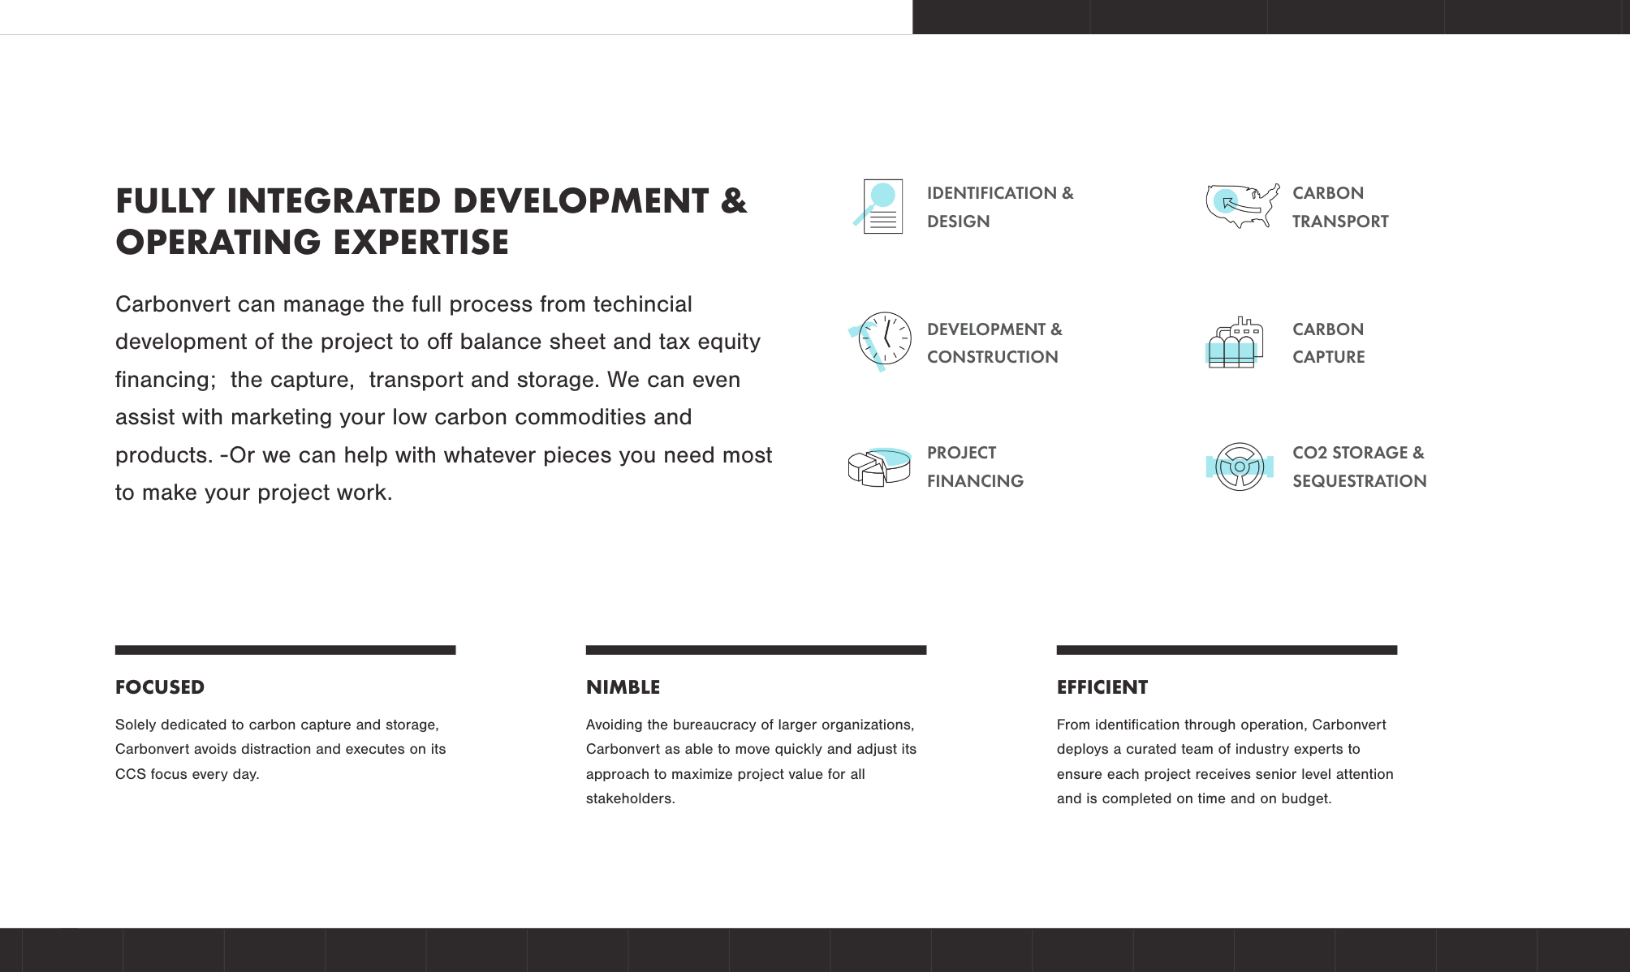 FULLY INTEGRATED DEVELOPMENT &
OPERATING EXPERTISE
Carbonvert can manage the full process from techincial
development of the project to off balance sheet and tax equity
financing;  the capture,  transport and storage. We can even
assist with marketing your low carbon commodities and
products. -Or we can help with whatever pieces you need most
to make your project work.
IDENTIFICATION &
DESIGN
CARBON
TRANSPORT
DEVELOPMENT &
CONSTRUCTION
CARBON
CAPTURE
PROJECT
FINANCING
CO2 STORAGE &
SEQUESTRATION
FOCUSED
Solely dedicated to carbon capture and storage,
Carbonvert avoids distraction and executes on its
CCS focus every day.
NIMBLE
Avoiding the bureaucracy of larger organizations,
Carbonvert as able to move quickly and adjust its
approach to maximize project value for all
stakeholders.
EFFICIENT
From identification through operation, Carbonvert
deploys a curated team of industry experts to
ensure each project receives senior level attention
and is completed on time and on budget.